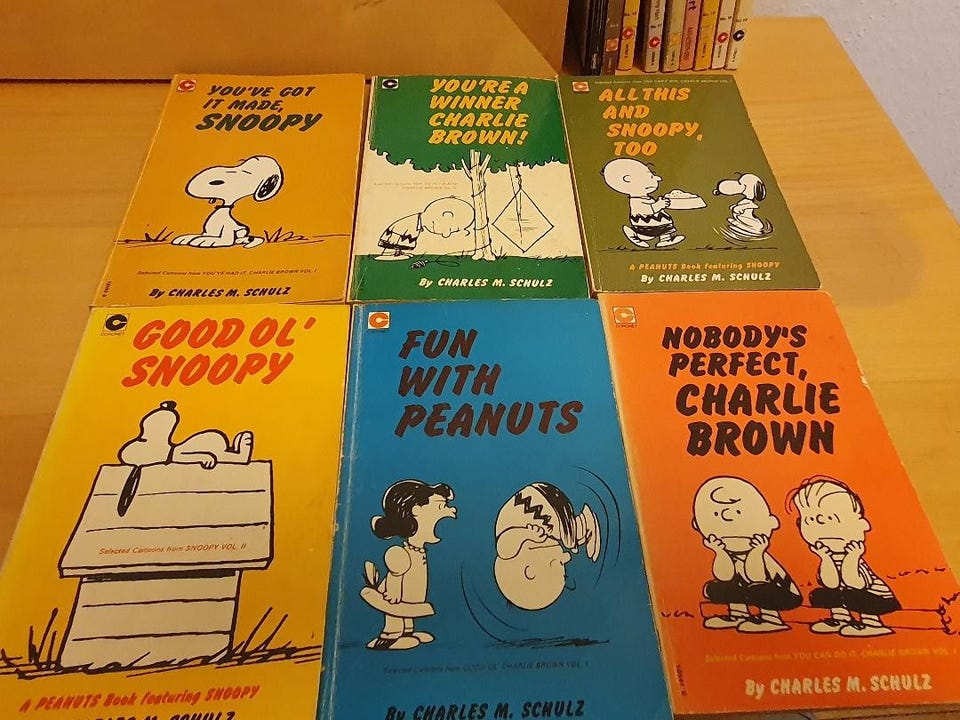 YOU'VE GOT
IT MADE,
SNOOPY
Selected Cartoons from YOU'VE HAD IT, CHARLIE BROWN VOL. I
By CHARLES M. SCHULZ
YOU'RE A
WINNER
CHARLIE
BROWN!
By CHARLES M. SCHULZ
ALL THIS
AND
SNOOPY,
TOO
A PEANUTS Book featuring SNOOPY
By CHARLES M. SCHULZ
CORONET
GOOD OL'
SNOOPY
Selected Cartoons from SNOOPY VOL II
A PEANUTS Book featuring SNOOPY
CHARLES M. SCHULZ
FUN
WITH
PEANUTS
Selected Cartoons from GOOD OL' CHARLIE BROWN VOL. I
By CHARLES M. SCHULZ
CORONET
NOBODY'S
PERFECT,
CHARLIE
BROWN
Selected Cartoons from YOU CAN DO IT, CHARLIE BROWN VOL. I
By CHARLES M. SCHULZ